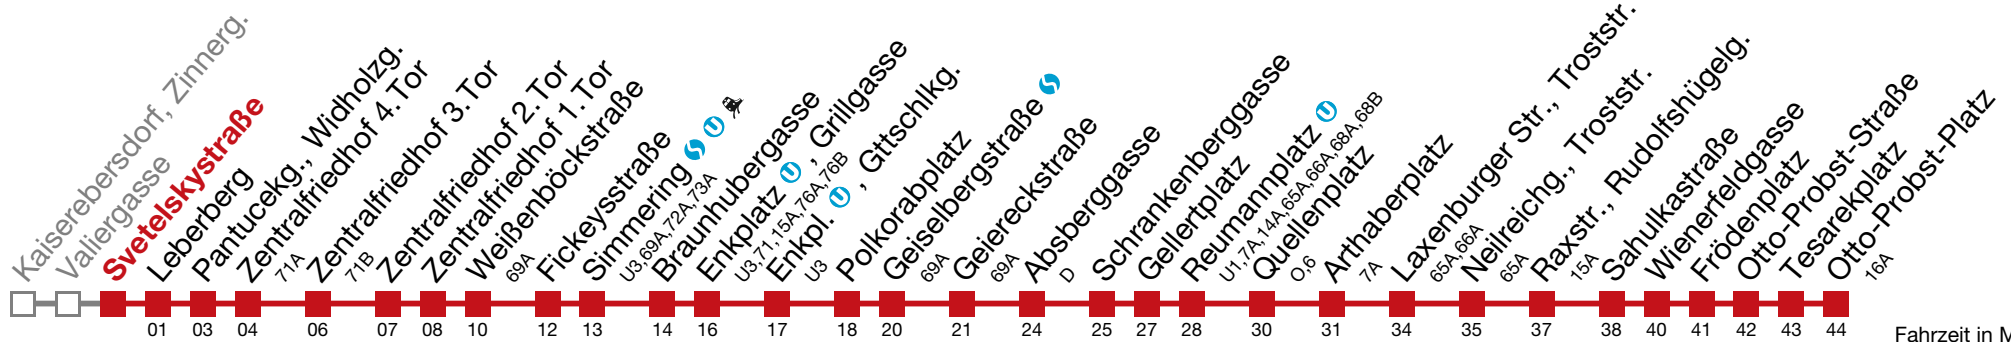 Kaiserebersdorf, Zinnerg.
Valiergasse
Svetelskystraße
Leberberg
Pantucekg., Widholzg.
Zentralfriedhof 4.Tor
71A
Zentralfriedhof 3.Tor
71B
Zentralfriedhof 2.Tor
Zentralfriedhof 1.Tor
Weißenböckstraße
69A
Fickeysstraße
Simmering S U
U3,69A,72A,73A
Braunhubergasse
Enkplatz U , Grillgasse
U3,71,15A,76A,76B
Enkpl. U , Gttschlkg.
U3
Polkorabplatz
Geiselbergstraße S
69A
Geiereckstraße
69A
Absberggasse
D
Schrankenberggasse
Gellertplatz
Reumannplatz U
U1,7A,14A,65A,66A,68A,68B
Quellenplatz
O,6
Arthaberplatz
7A
Laxenburger Str., Troststr.
65A,66A
Neilreichg., Troststr.
65A
Raxstr., Rudolfshügelg.
15A
Sahulkastraße
Wienerfeldgasse
Frödenplatz
Otto-Probst-Straße
Tesarekplatz
Otto-Probst-Platz
16A
01 03 04 06 07 08 10 12 13 14 16 17 18 20 21 24 25 27 28 30 31 34 35 37 38 40 41 42 43 44
Fahrzeit in M